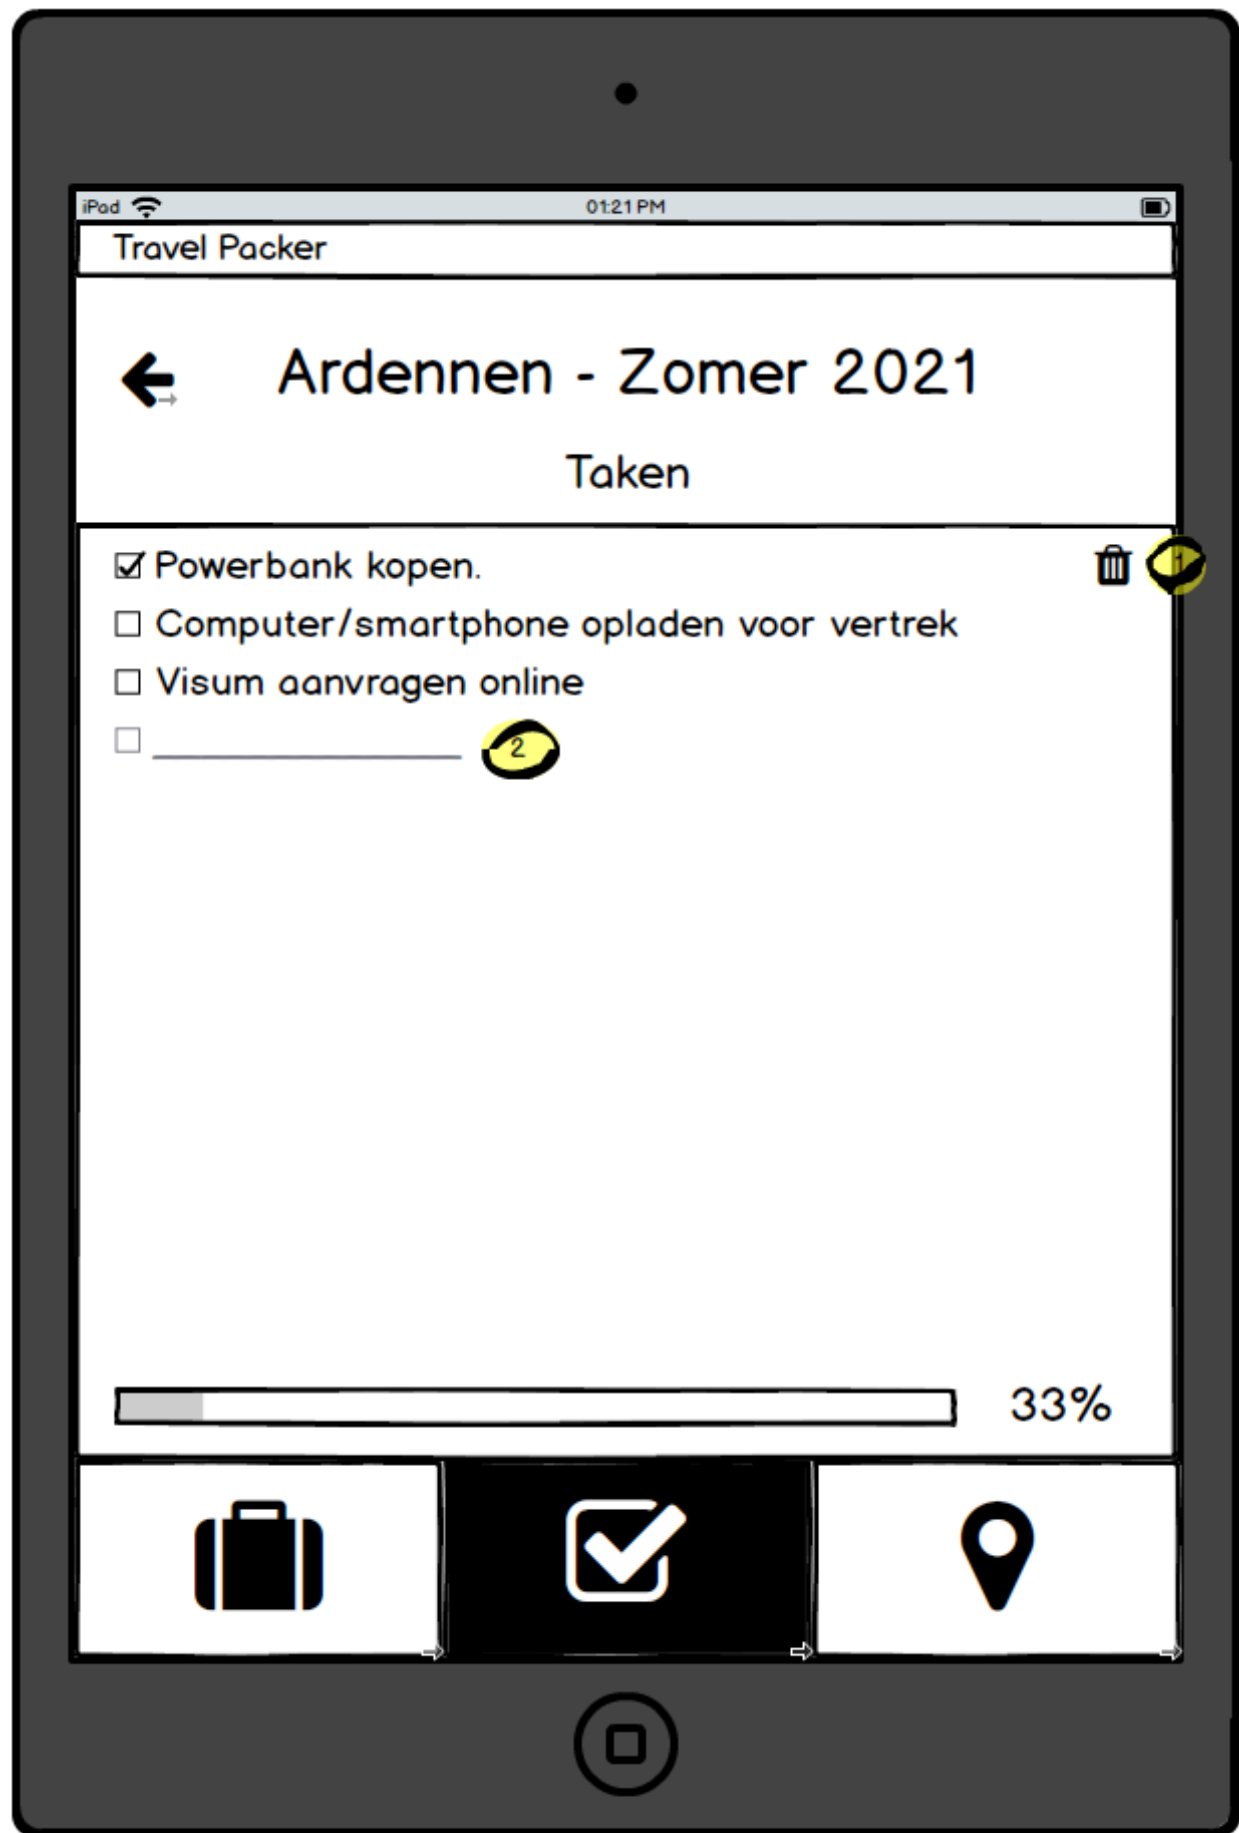 iPad 01:21 PM
Travel Packer
Ardennen - Zomer 2021
Taken
Powerbank kopen.
1
Computer/smartphone opladen voor vertrek
Visum aanvragen online
2
33%